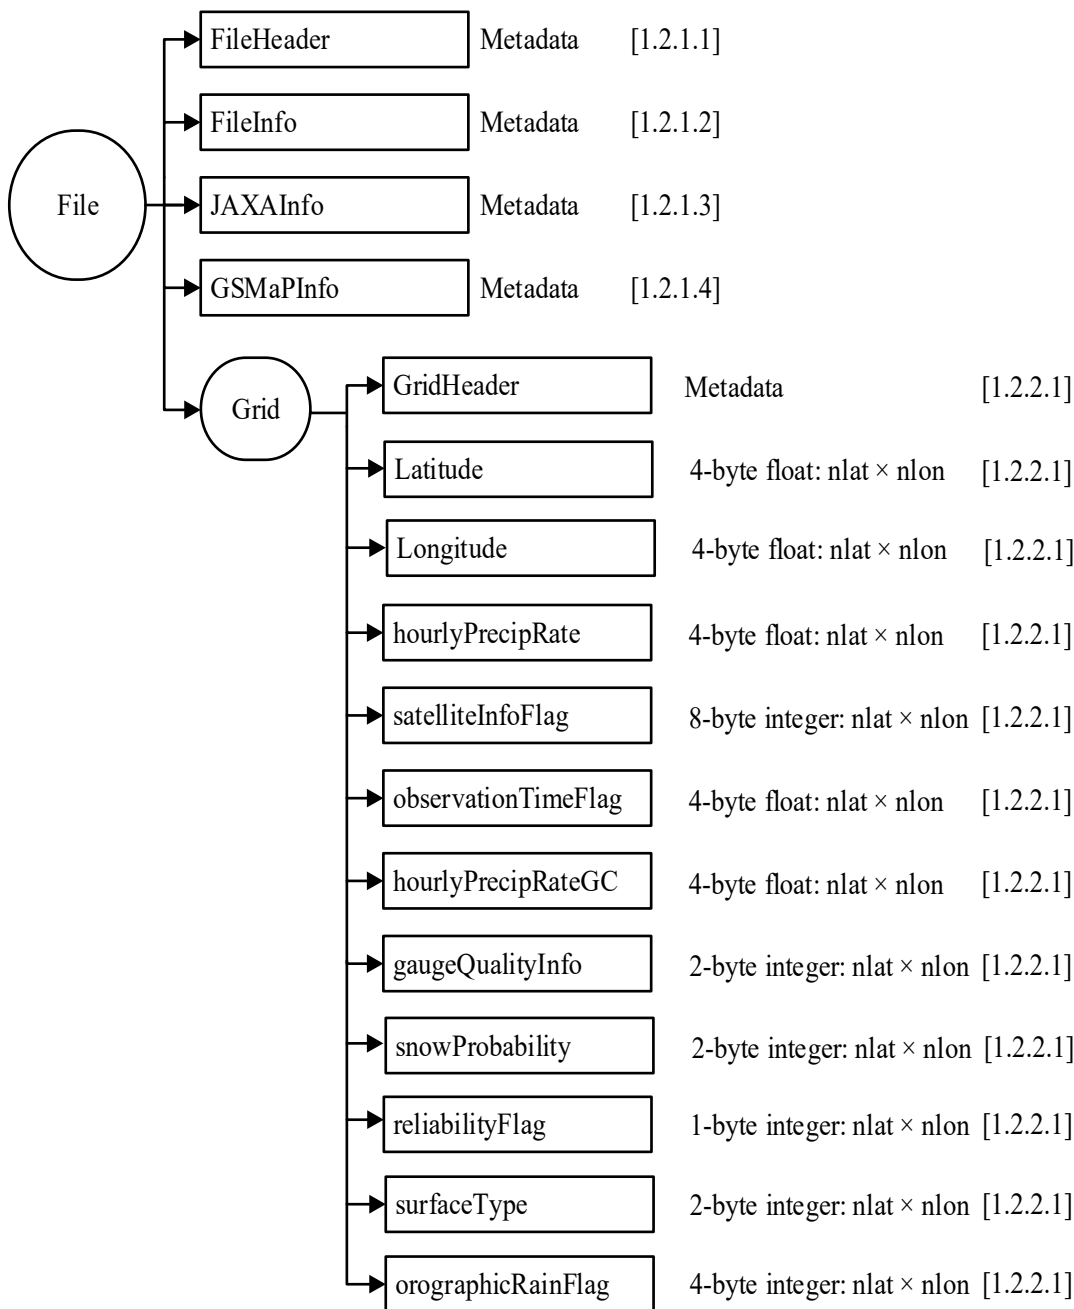 FileHeader Metadata [1.2.1.1]
FileInfo Metadata [1.2.1.2]
File
JAXAInfo Metadata [1.2.1.3]
GSMaPInfo Metadata [1.2.1.4]
Grid
GridHeader Metadata [1.2.2.1]
Latitude 4-byte float: nlat × nlon [1.2.2.1]
Longitude 4-byte float: nlat × nlon [1.2.2.1]
hourlyPrecipRate 4-byte float: nlat × nlon [1.2.2.1]
satelliteInfoFlag 8-byte integer: nlat × nlon [1.2.2.1]
observationTimeFlag 4-byte float: nlat × nlon [1.2.2.1]
hourlyPrecipRateGC 4-byte float: nlat × nlon [1.2.2.1]
gaugeQualityInfo 2-byte integer: nlat × nlon [1.2.2.1]
snowProbability 2-byte integer: nlat × nlon [1.2.2.1]
reliabilityFlag 1-byte integer: nlat × nlon [1.2.2.1]
surfaceType 2-byte integer: nlat × nlon [1.2.2.1]
orographicRainFlag 4-byte integer: nlat × nlon [1.2.2.1]